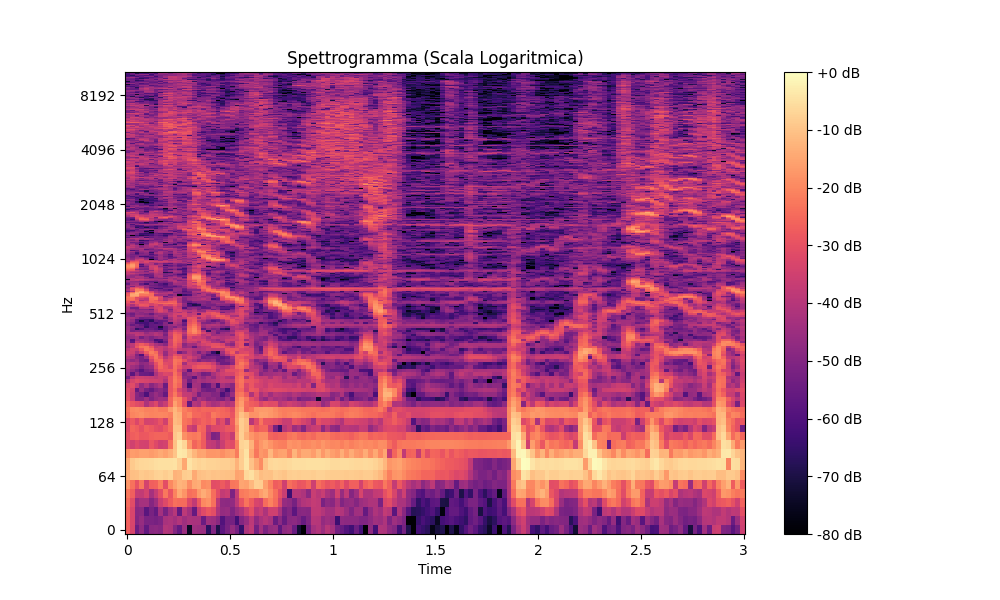 Spettrogramma (Scala Logaritmica)
Hz
8192
4096
2048
1024
512
256
128
64
0
0 0.5 1 1.5 2 2.5 3
Time
+0 dB
-10 dB
-20 dB
-30 dB
-40 dB
-50 dB
-60 dB
-70 dB
-80 dB